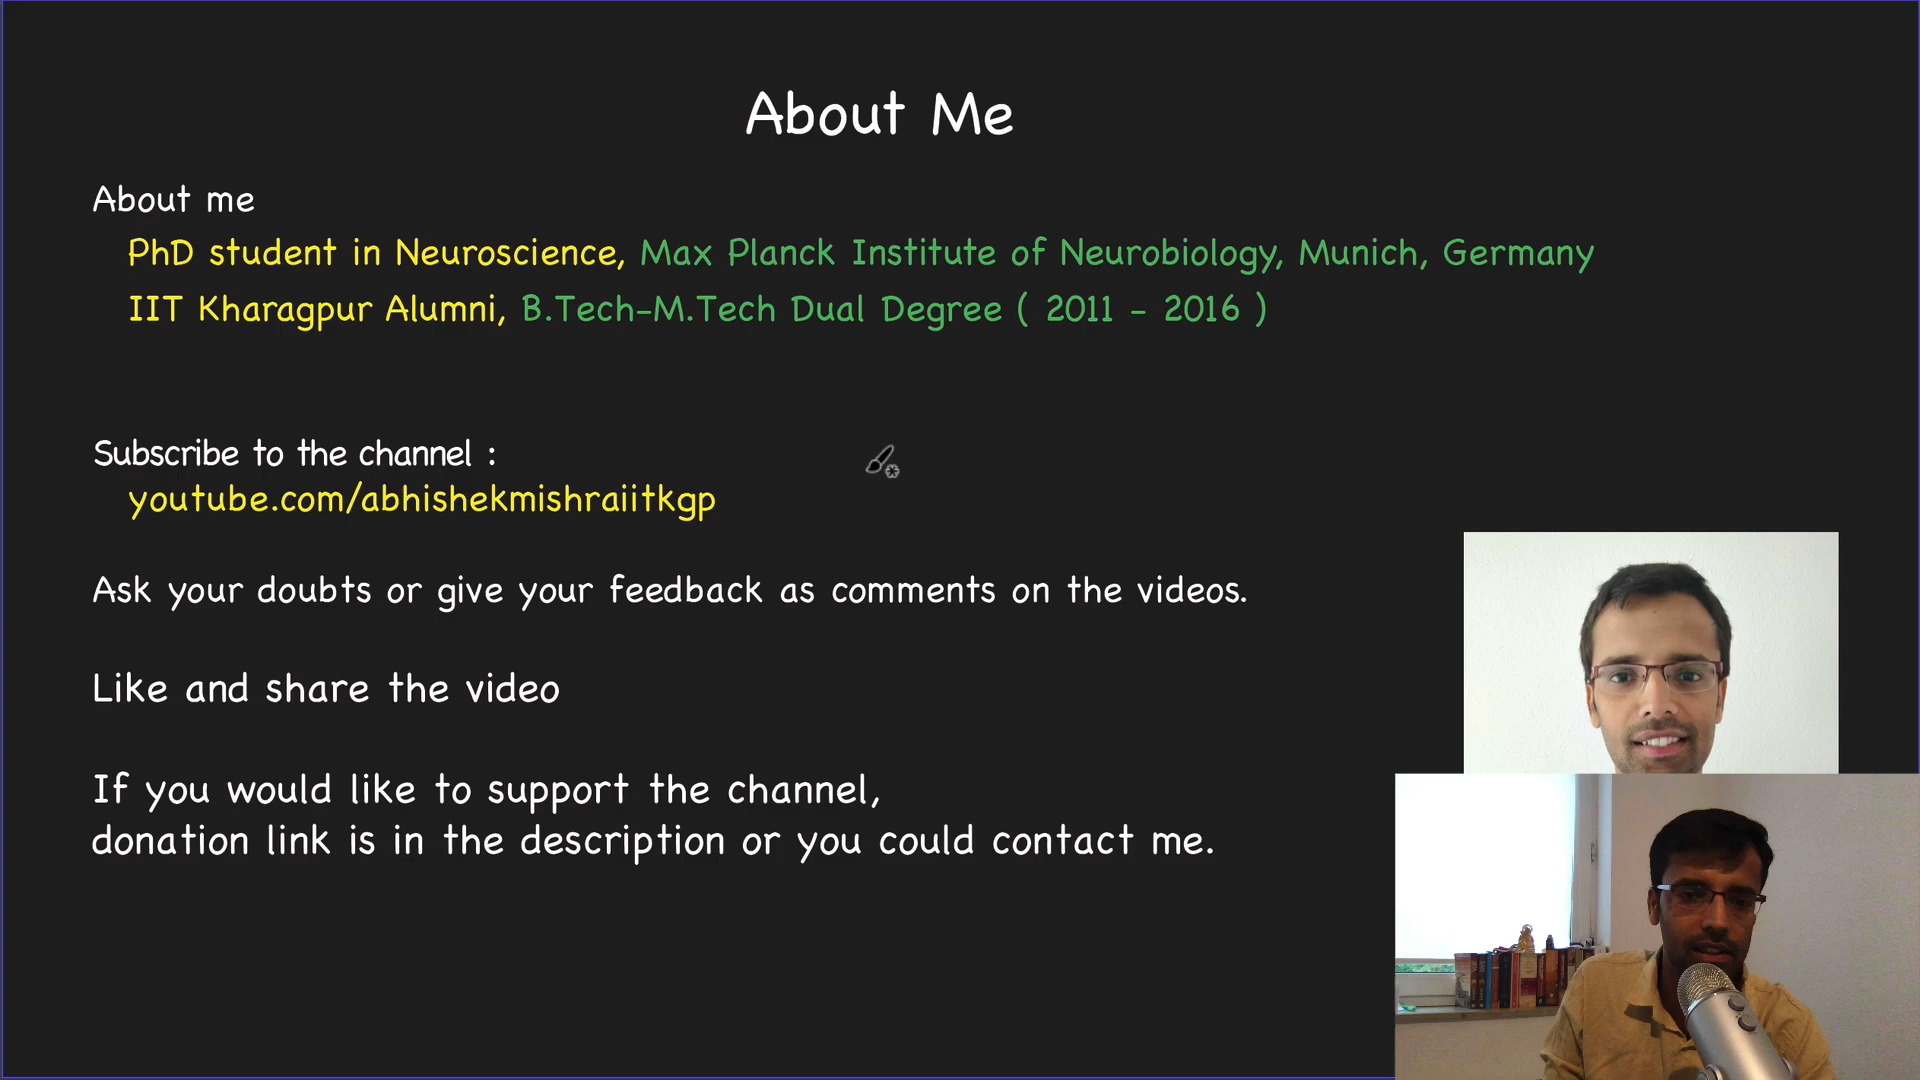 About Me
About me
PhD student in Neuroscience, Max Planck Institute of Neurobiology, Munich, Germany
IIT Kharagpur Alumni, B.Tech-M.Tech Dual Degree ( 2011 - 2016 )
Subscribe to the channel :
youtube.com/abhishekmishraiitkgp
Ask your doubts or give your feedback as comments on the videos.
Like and share the video
If you would like to support the channel,
donation link is in the description or you could contact me.